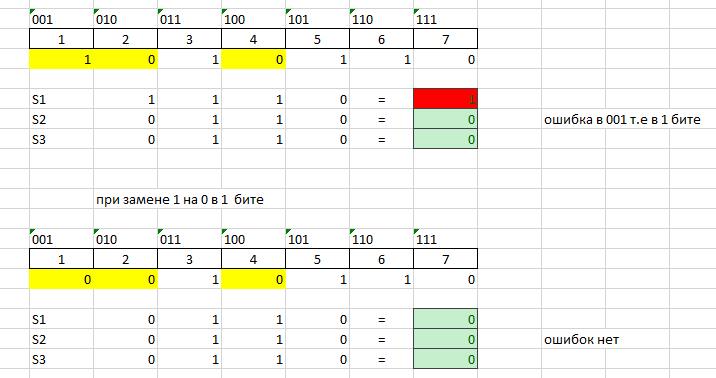 001 010 011 100 101 110 111
1 2 3 4 5 6 7
1 0 1 0 1 1 0
S1 1 1 1 0 = 1
S2 0 1 1 0 = 0
ошибка в 001 т.е в 1 бите
S3 0 1 1 0 = 0
при замене 1 на 0 в 1 бите
001 010 011 100 101 110 111
1 2 3 4 5 6 7
0 0 1 0 1 1 0
S1 0 1 1 0 = 0
S2 0 1 1 0 = 0
ошибок нет
S3 0 1 1 0 = 0